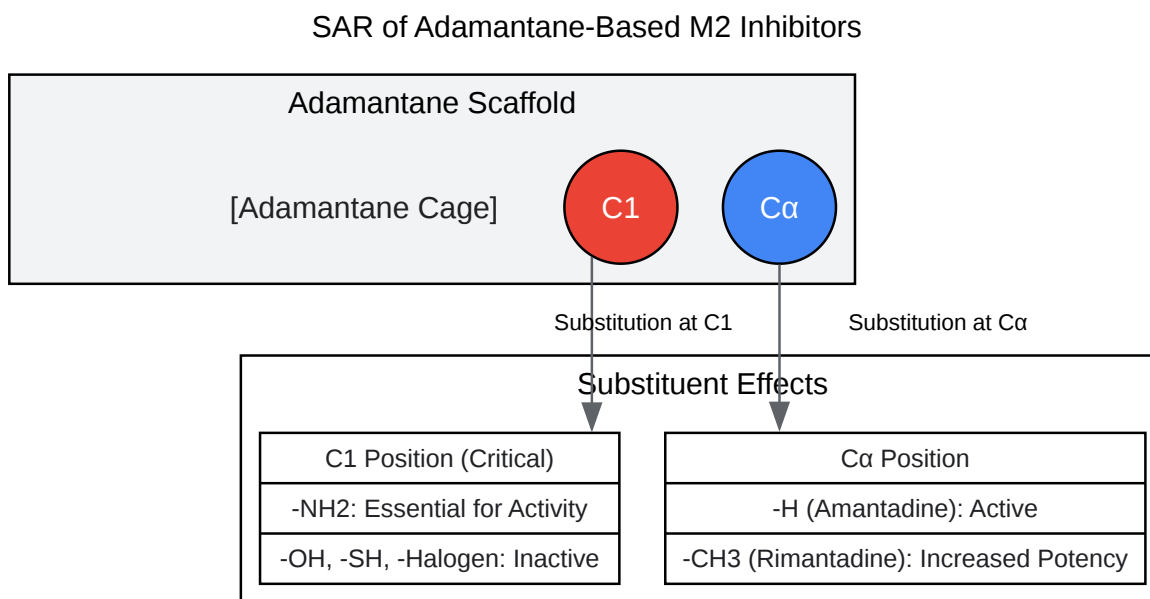 SAR of Adamantane-Based M2 Inhibitors
Adamantane Scaffold
[Adamantane Cage]
C1
Cα
Substitution at C1
Substitution at Cα
Substituent Effects
C1 Position (Critical)
-NH2: Essential for Activity
-OH, -SH, -Halogen: Inactive
Cα Position
-H (Amantadine): Active
-CH3 (Rimantadine): Increased Potency